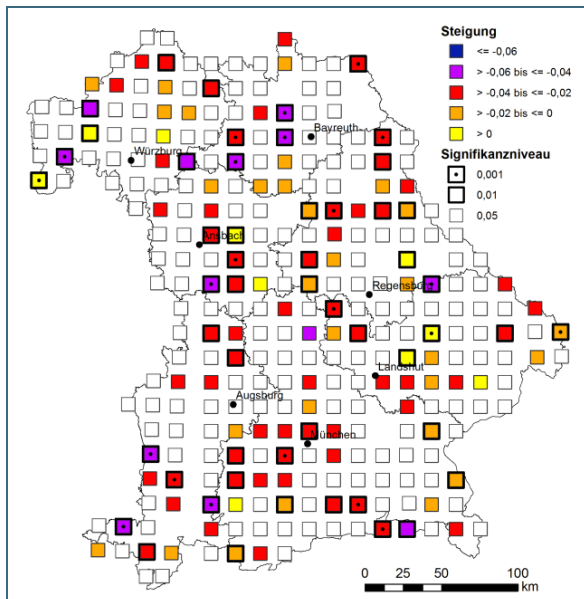 Steigung
<= -0,06
> -0,06 bis <= -0,04
> -0,04 bis <= -0,02
> -0,02 bis <= 0
> 0
Signifikanzniveau
0,001
0,01
0,05
Bayreuth
Würzburg
Ansbach
Regensburg
Landshut
Augsburg
München
0 25 50 100
km